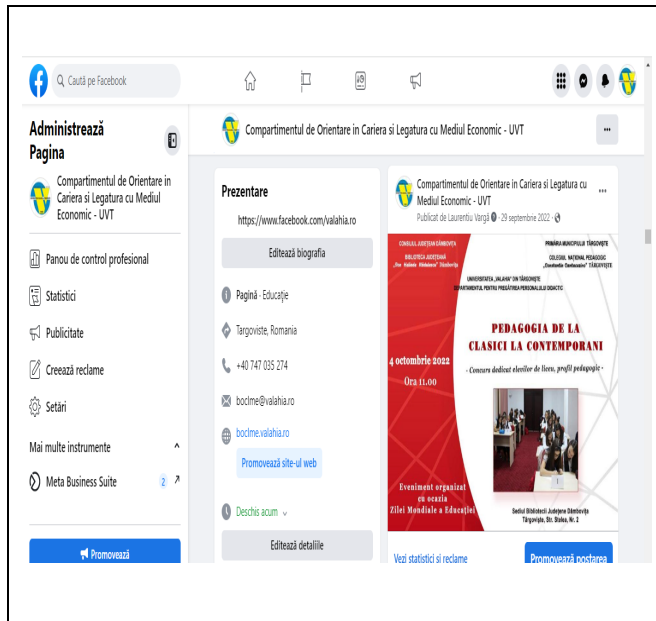 Caută pe Facebook
Administrează
Pagina
Compartimentul de Orientare in
Cariera si Legatura cu Mediul
Economic - UVT
Panou de control profesional
Statistici
Publicitate
Creează reclame
Setări
Mai multe instrumente
Meta Business Suite
2
Promovează
Compartimentul de Orientare in Cariera si Legatura cu Mediul Economic - UVT
Prezentare
https://www.facebook.com/valahia.ro
Editează biografia
Pagină - Educație
Targoviste, Romania
+40 747 035 274
boclme@valahia.ro
boclme.valahia.ro
Promovează site-ul web
Deschis acum
Editează detaliile
Compartimentul de Orientare in Cariera si Legatura cu
Mediul Economic - UVT
Publicat de Laurentiu Vargă · 29 septembrie 2022 ·
CONSILIUL JUDEȚEAN DÂMBOVIȚA
BIBLIOTECA JUDEȚEANĂ
Dâmbovița
PRIMĂRIA MUNICIPIULUI TÂRGOVIȘTE
COLEGIUL NAȚIONAL PEDAGOGIC
„Constantin Cantacuzino” TÂRGOVIȘTE
UNIVERSITATEA „VALAHIA” DIN TÂRGOVIȘTE
DEPARTAMENTUL PENTRU PREGĂTIREA PERSONALULUI DIDACTIC
PEDAGOGIA DE LA
CLASICI LA CONTEMPORANI
- Concurs dedicat elevilor de liceu, profil pedagogic -
4 octombrie 2022
Ora 11.00
Eveniment organizat
cu ocazia
Zilei Mondiale a Educației
Sediul Bibliotecii Județene Dâmbovița
Târgoviște, Str. Stelea, Nr. 2
Vezi statistici și reclame
Promovează postarea